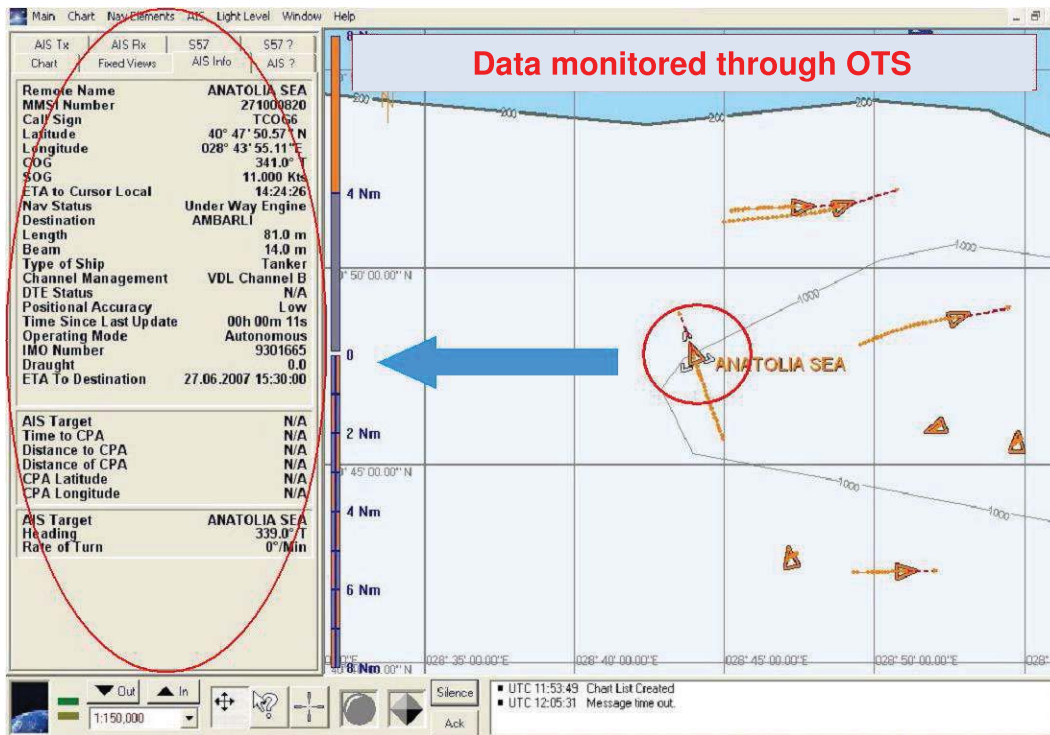 Main Chart Nav Elements AIS Light Level Window Help
AIS Tx AIS Rx S57 S57 ?
Chart Fixed Views AIS Info AIS ?
Data monitored through OTS
Remote Name ANATOLIA SEA
MMSI Number 271000820
Call Sign TCOG6
Latitude 40° 47' 50.57'' N
Longitude 028° 43' 55.11''E
COG 341.0° T
SOG 11.000 Kts
ETA to Cursor Local 14:24:26
Nav Status Under Way Engine
Destination AMBARLI
Length 81.0 m
Beam 14.0 m
Type of Ship Tanker
Channel Management VDL Channel B
DTE Status N/A
Positional Accuracy Low
Time Since Last Update 00h 00m 11s
Operating Mode Autonomous
IMO Number 9301665
Draught 0.0
ETA To Destination 27.06.2007 15:30:00
AIS Target N/A
Time to CPA N/A
Distance to CPA N/A
Distance of CPA N/A
CPA Latitude N/A
CPA Longitude N/A
AIS Target ANATOLIA SEA
Heading 339.0° T
Rate of Turn 0°/Min
200 200 200 200
4 Nm
50' 00.00'' N
1000
1000
0
ANATOLIA SEA
2 Nm
45' 00.00'' N
1000
4 Nm
1000
6 Nm
8 Nm
028° 35' 00.00''E 028° 40' 00.00''E 028° 45' 00.00''E 028° 50' 00.00''E 028°
Out In
1:150,000
Silence
Ack
UTC 11:53:49 Chart List Created
UTC 12:05:31 Message time out.